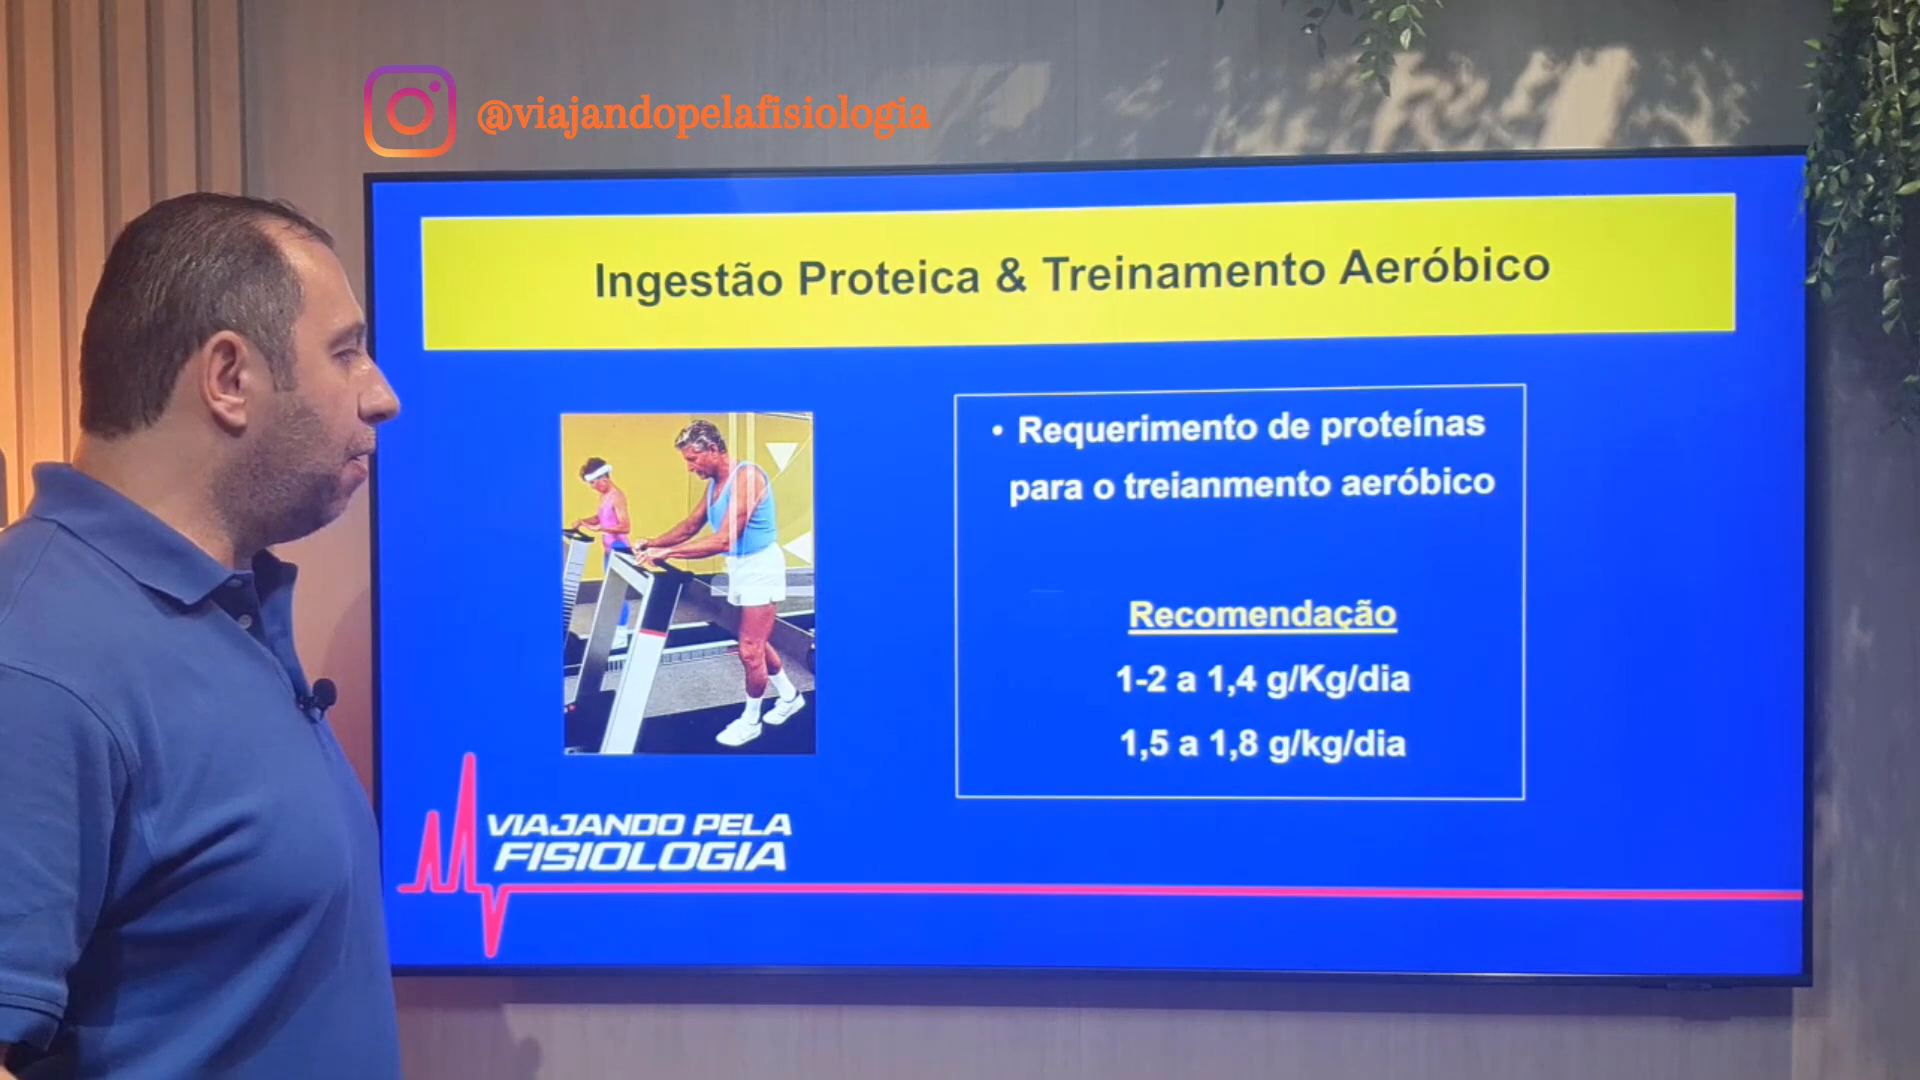 @viajandopelafisiologia
Ingestão Proteica & Treinamento Aeróbico
• Requerimento de proteínas
para o treianmento aeróbico
Recomendação
1-2 a 1,4 g/Kg/dia
1,5 a 1,8 g/kg/dia
VIAJANDO PELA
FISIOLOGIA